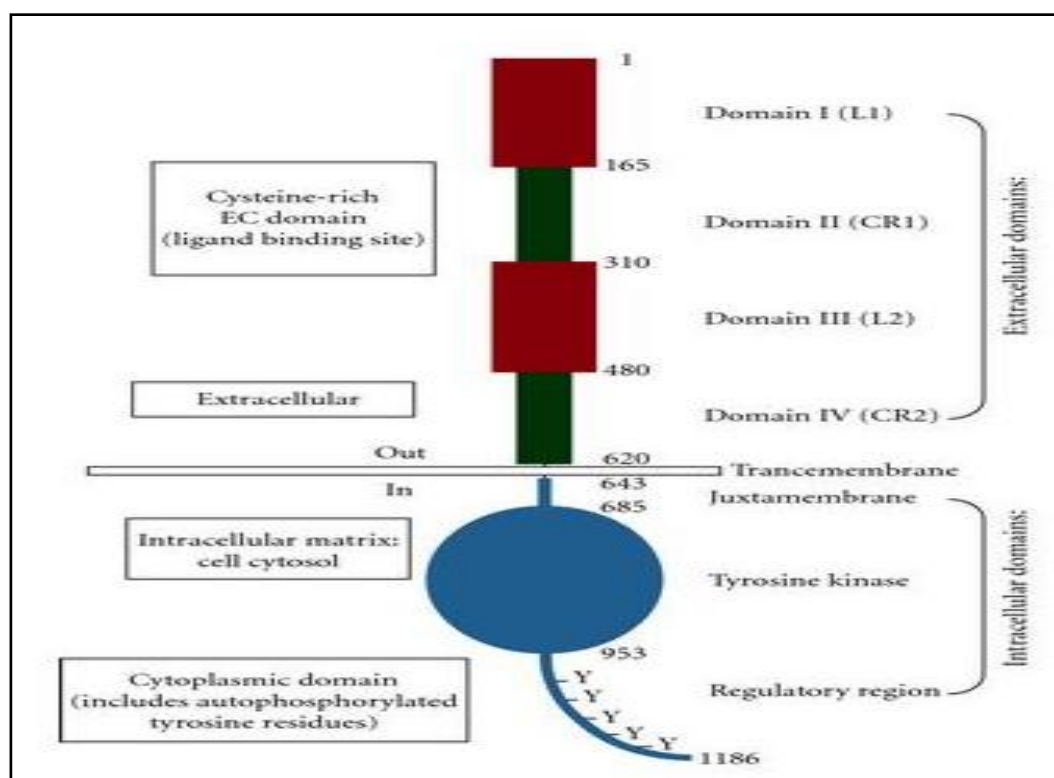 1
Domain I (L1)
165
Cysteine-rich
EC domain
(ligand binding site)
Domain II (CR1)
310
Domain III (L2)
480
Extracellular
Domain IV (CR2)
Extracellular domains:
Out
620
Trancemembrane
In
643
Juxtamembrane
685
Intracellular matrix:
cell cytosol
Tyrosine kinase
Intracellular domains:
953
Cytoplasmic domain
(includes autophosphorylated
tyrosine residues)
Y
Y
Y
Y
Y
Regulatory region
1186